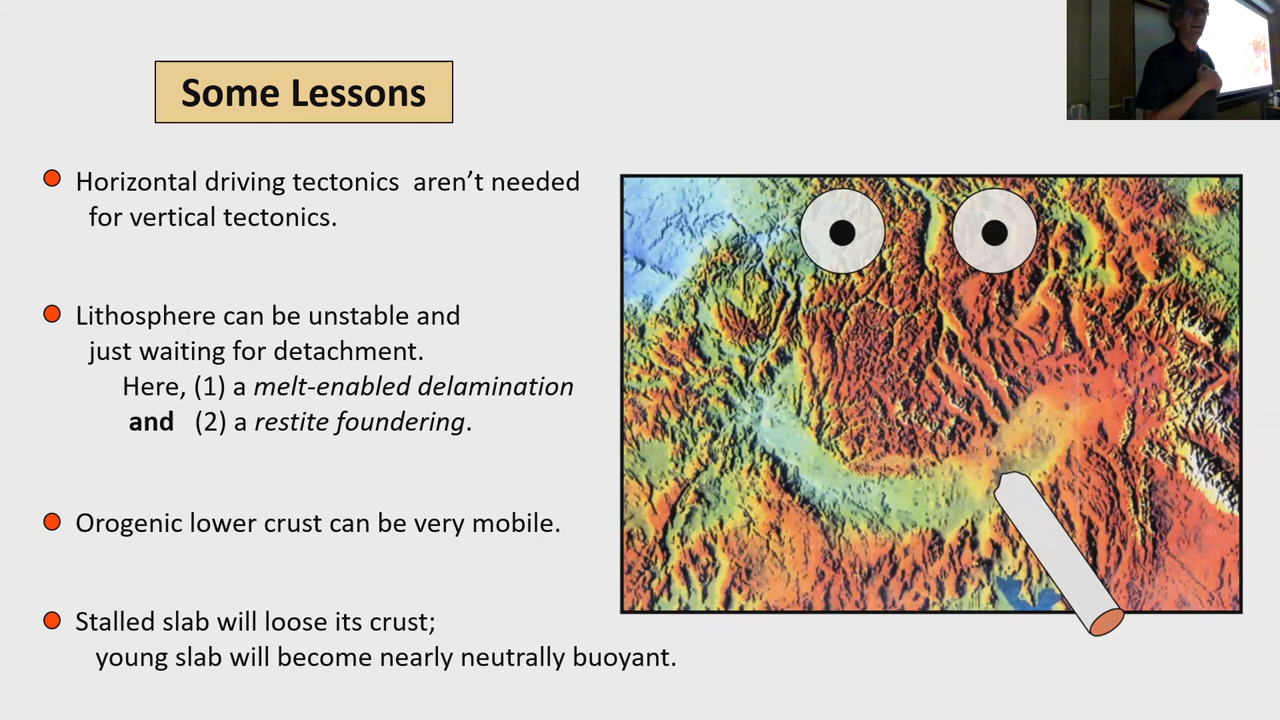 Some Lessons
Horizontal driving tectonics  aren’t needed
for vertical tectonics.
Lithosphere can be unstable and
just waiting for detachment.
Here, (1) a melt-enabled delamination
and   (2) a restite foundering.
Orogenic lower crust can be very mobile.
Stalled slab will loose its crust;
young slab will become nearly neutrally buoyant.